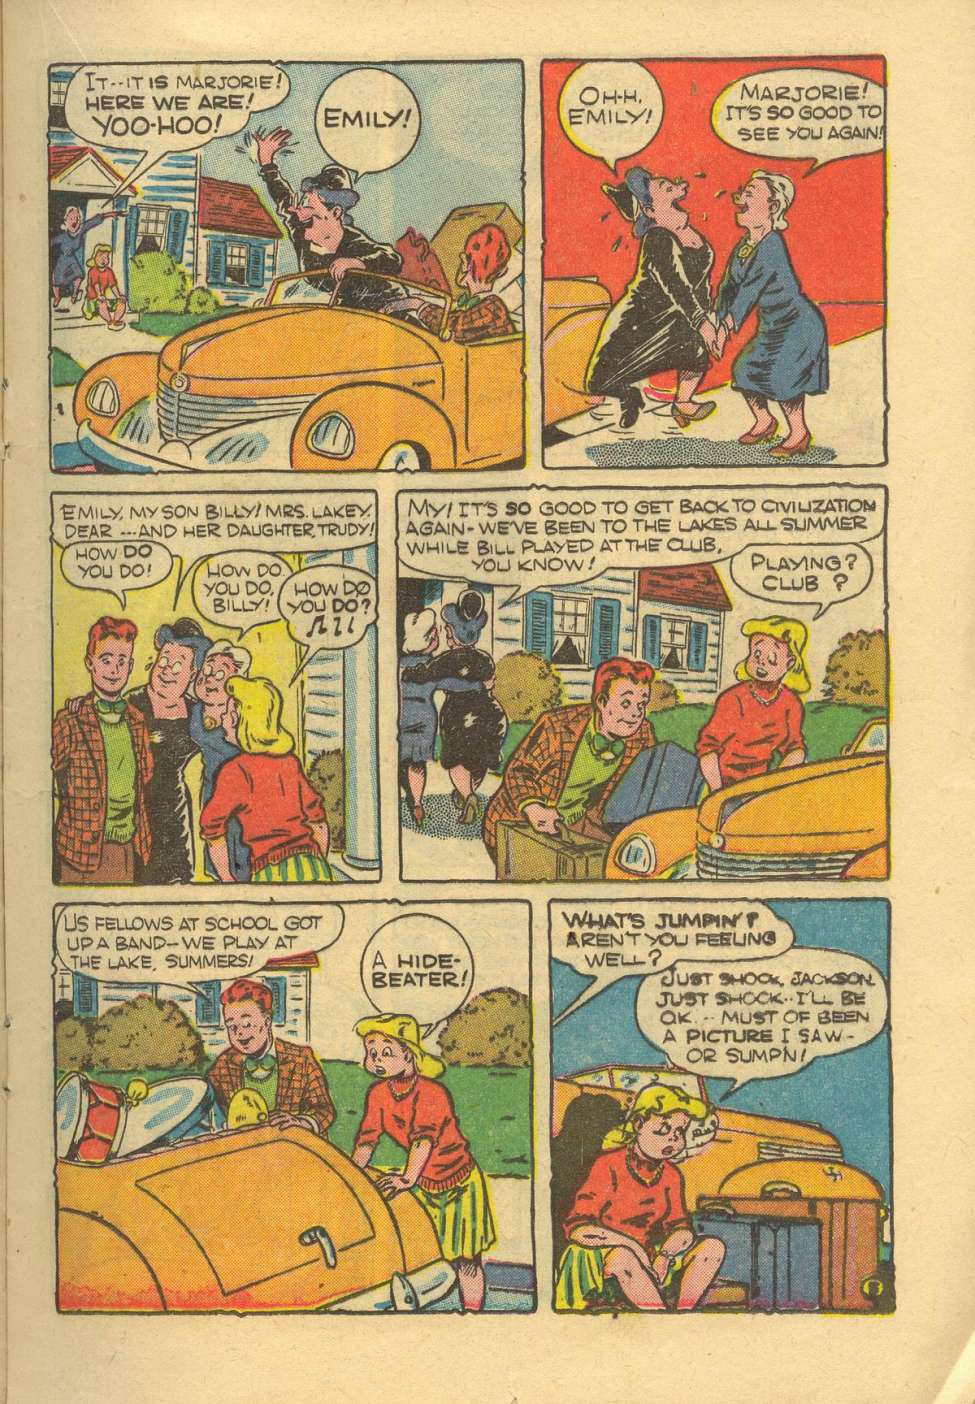 IT--IT IS MARJORIE!
HERE WE ARE!
YOO-HOO!
EMILY!
OH-H,
EMILY!
MARJORIE!
IT'S SO GOOD TO
SEE YOU AGAIN!
EMILY, MY SON BILLY! MRS. LAKEY,
DEAR --- AND HER DAUGHTER, TRUDY!
HOW DO
YOU DO!
HOW DO
YOU DO,
BILLY!
HOW DO
YOU DO?
MY! IT'S SO GOOD TO GET BACK TO CIVILIZATION
AGAIN- WE'VE BEEN TO THE LAKES ALL SUMMER
WHILE BILL PLAYED AT THE CLUB,
YOU KNOW!
PLAYING?
CLUB?
US FELLOWS AT SCHOOL GOT
UP A BAND-WE PLAY AT
THE LAKE, SUMMERS!
A HIDE-
BEATER!
WHAT'S JUMPIN'?
AREN'T YOU FEELING
WELL?
JUST SHOCK, JACKSON.
JUST SHOCK--I'LL BE
OK.-- MUST OF BEEN
A PICTURE I SAW-
OR SUMP'N!